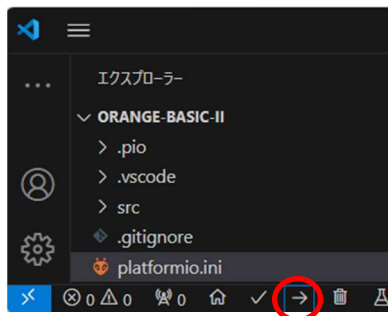 エクスプローラー
ORANGE-BASIC-II
.pio
.vscode
src
.gitignore
platformio.ini
0 0 0